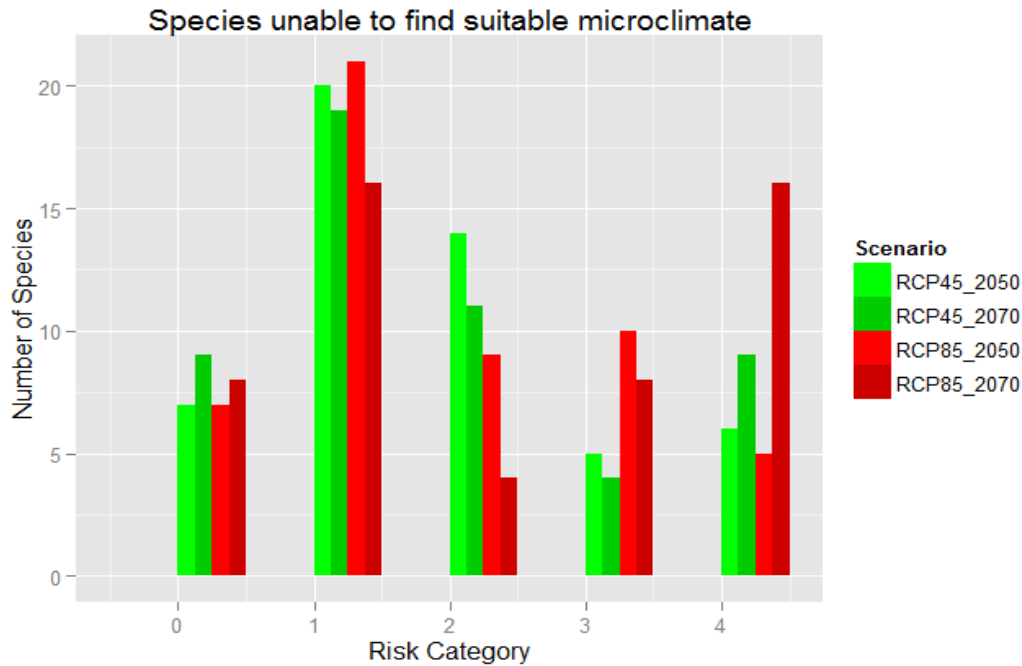 Species unable to find suitable microclimate
Number of Species
20
15
10
5
0
0 1 2 3 4
Risk Category
Scenario
RCP45_2050
RCP45_2070
RCP85_2050
RCP85_2070